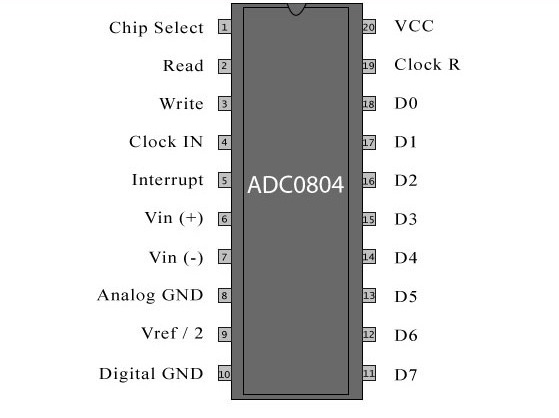 Chip Select 1 20 VCC
Read 2 19 Clock R
Write 3 18 D0
Clock IN 4 17 D1
Interrupt 5 16 D2
ADC0804
Vin (+) 6 15 D3
Vin (-) 7 14 D4
Analog GND 8 13 D5
Vref / 2 9 12 D6
Digital GND 10 11 D7